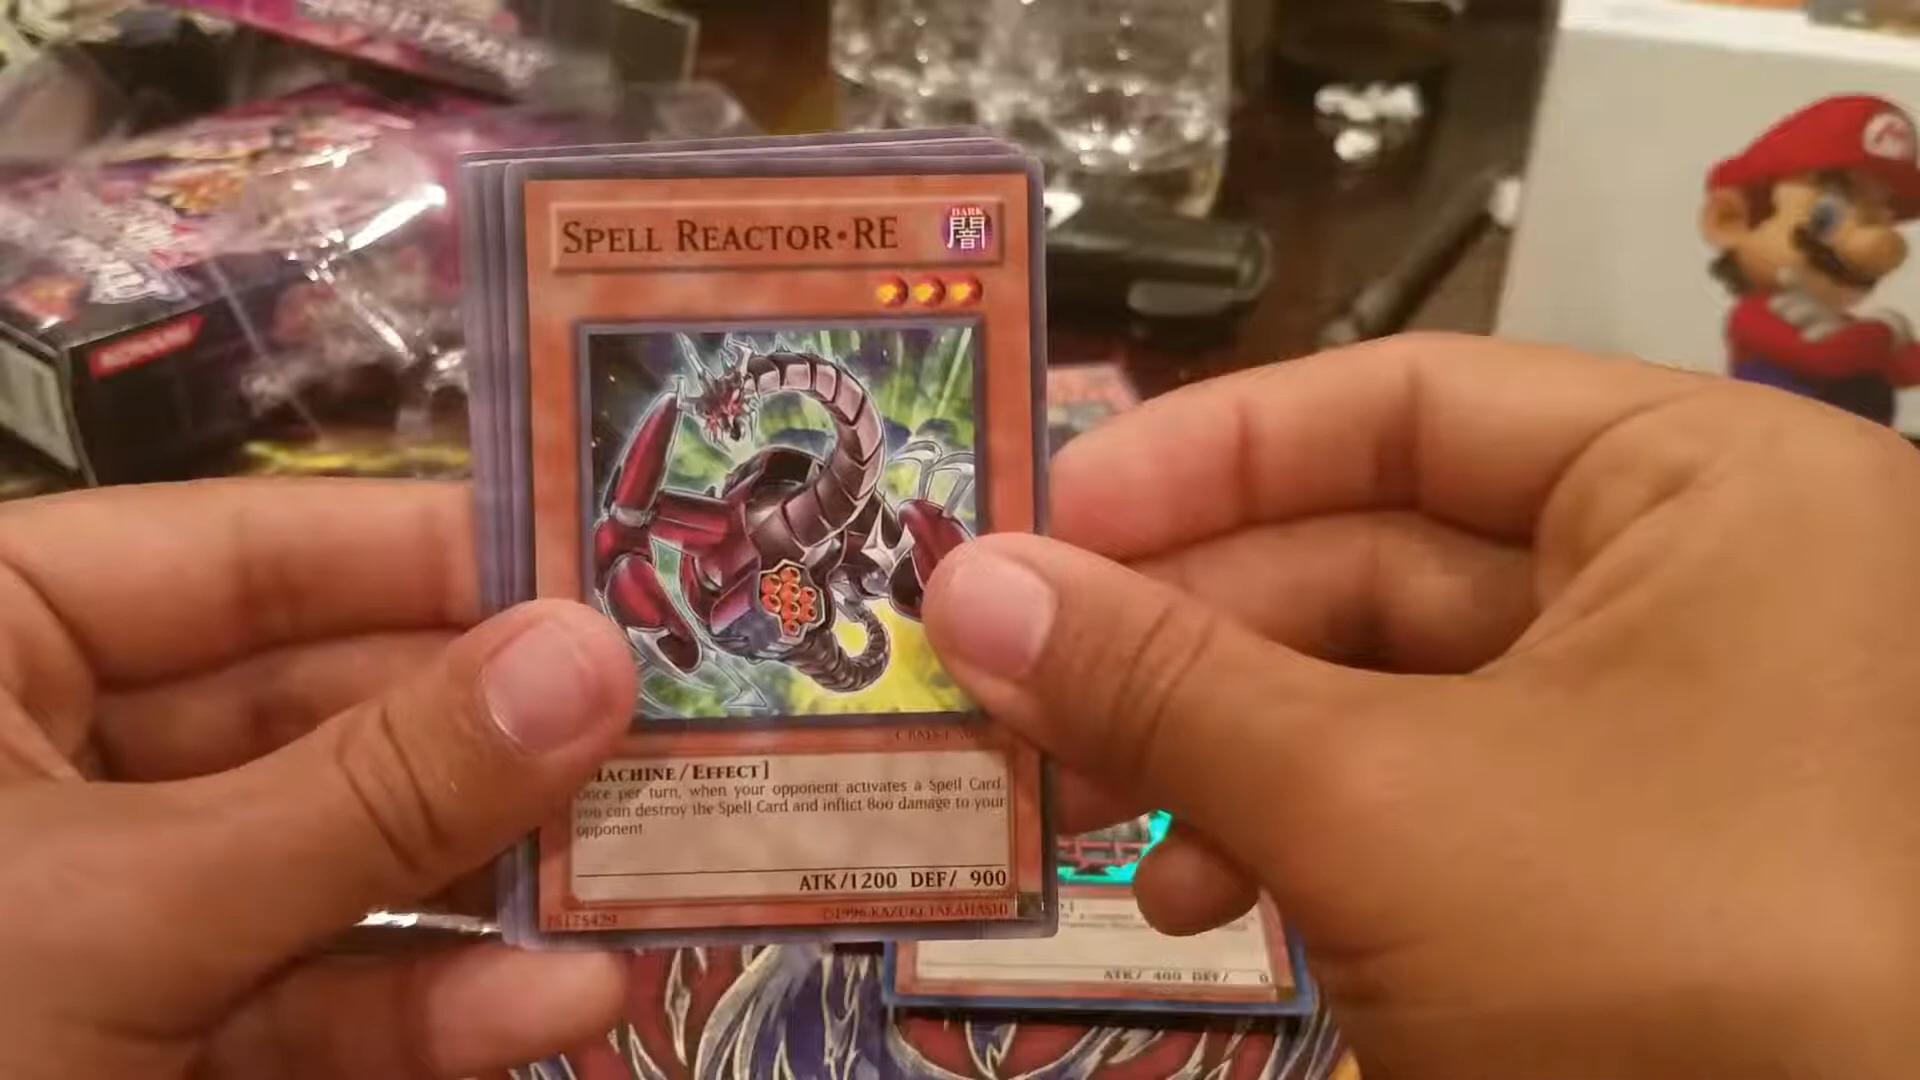 KONAMI
M
SPELL REACTOR•RE
DARK
闇
MACHINE/EFFECT]
Once per turn, when your opponent activates a Spell Card,
you can destroy the Spell Card and inflict 800 damage to your
opponent
ATK/1200 DEF/ 900
©1996 KAZUKI TAKAHASHI
ATK/ 400 DEF/ 0